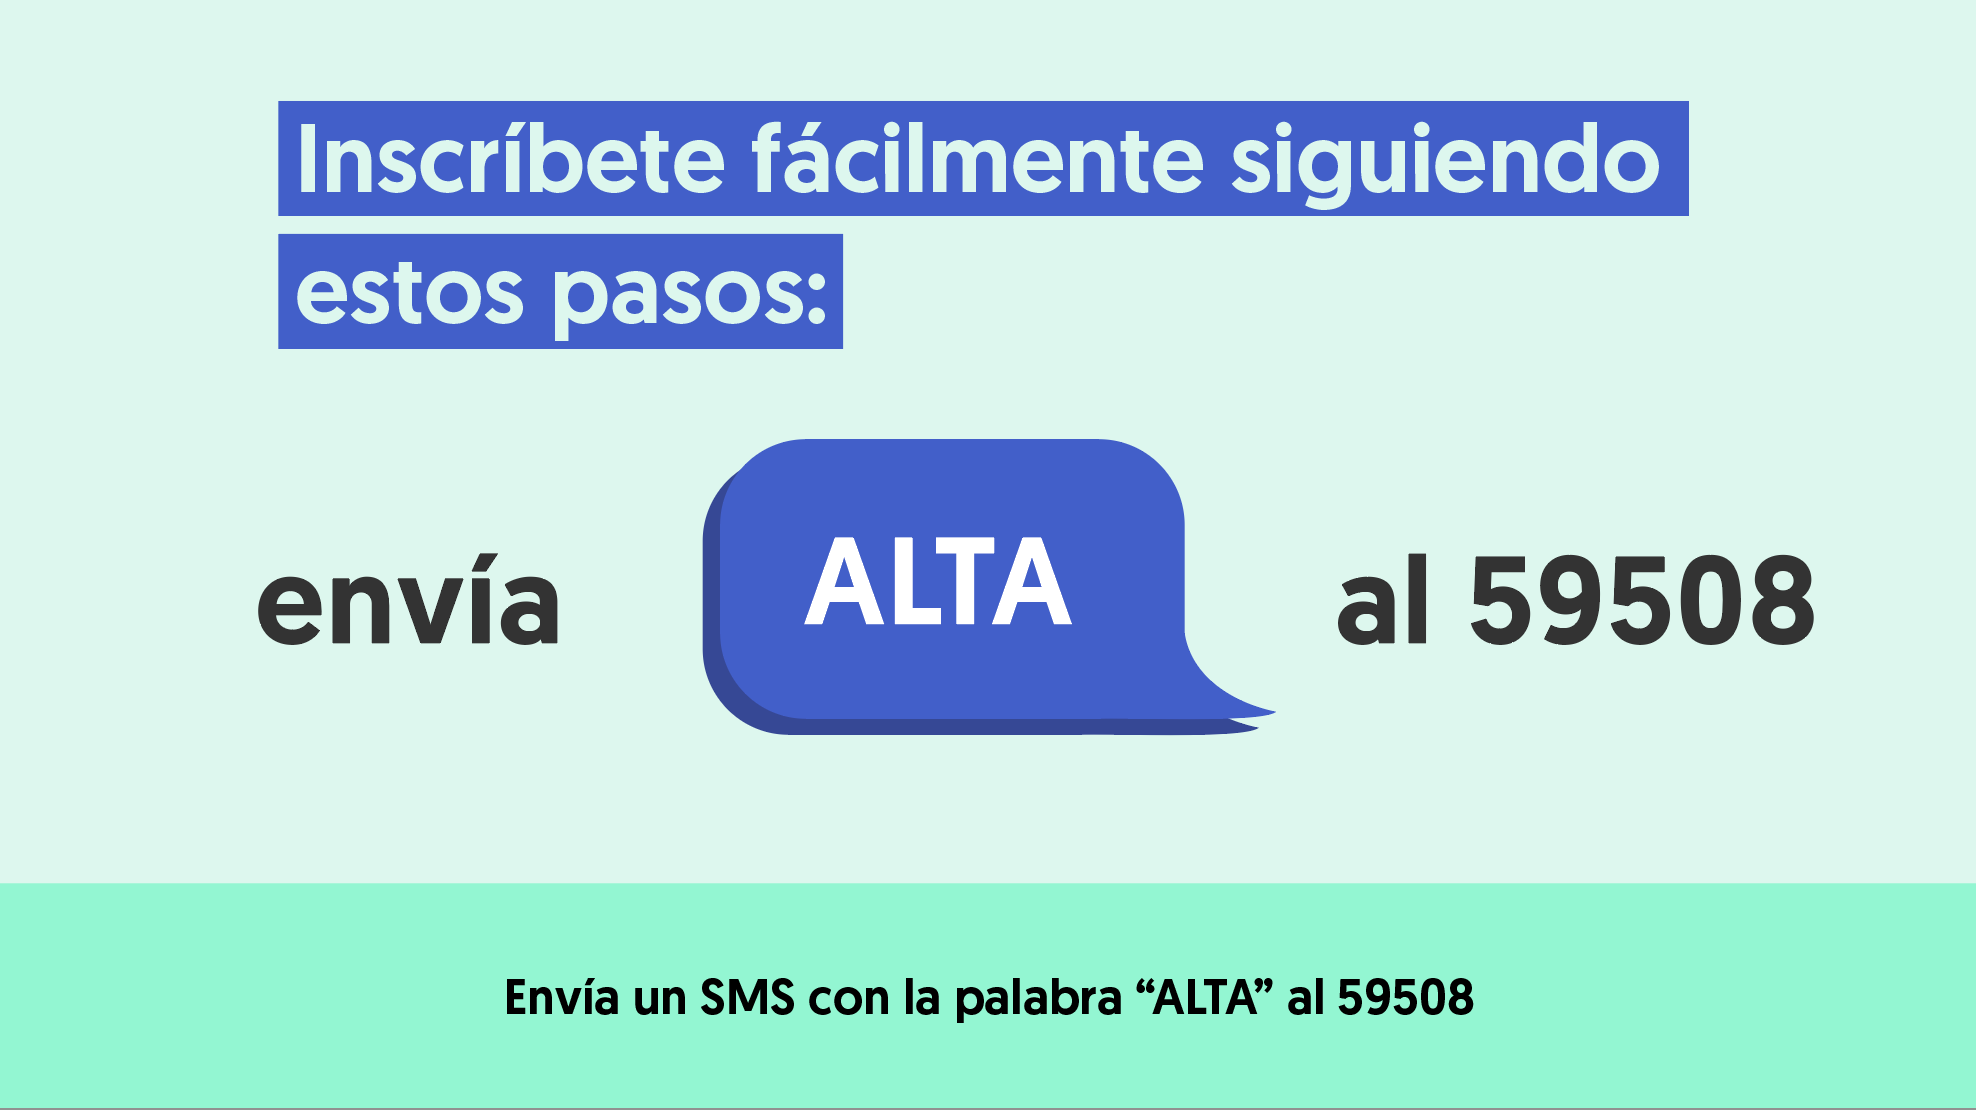 Inscríbete fácilmente siguiendo
estos pasos:
envía ALTA al 59508
Envía un SMS con la palabra “ALTA” al 59508